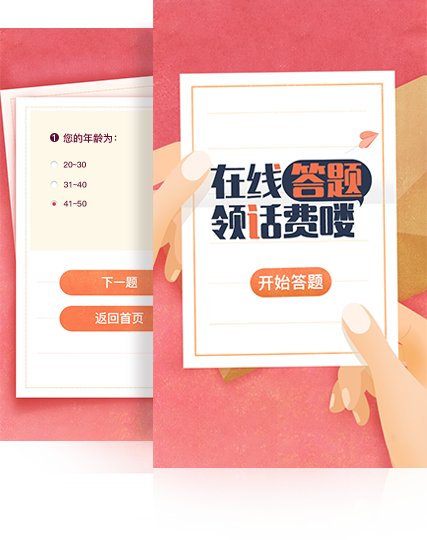 1 您的年龄为：
20-30
31-40
41-50
下一题
返回首页
在线答题
领话费喽
开始答题